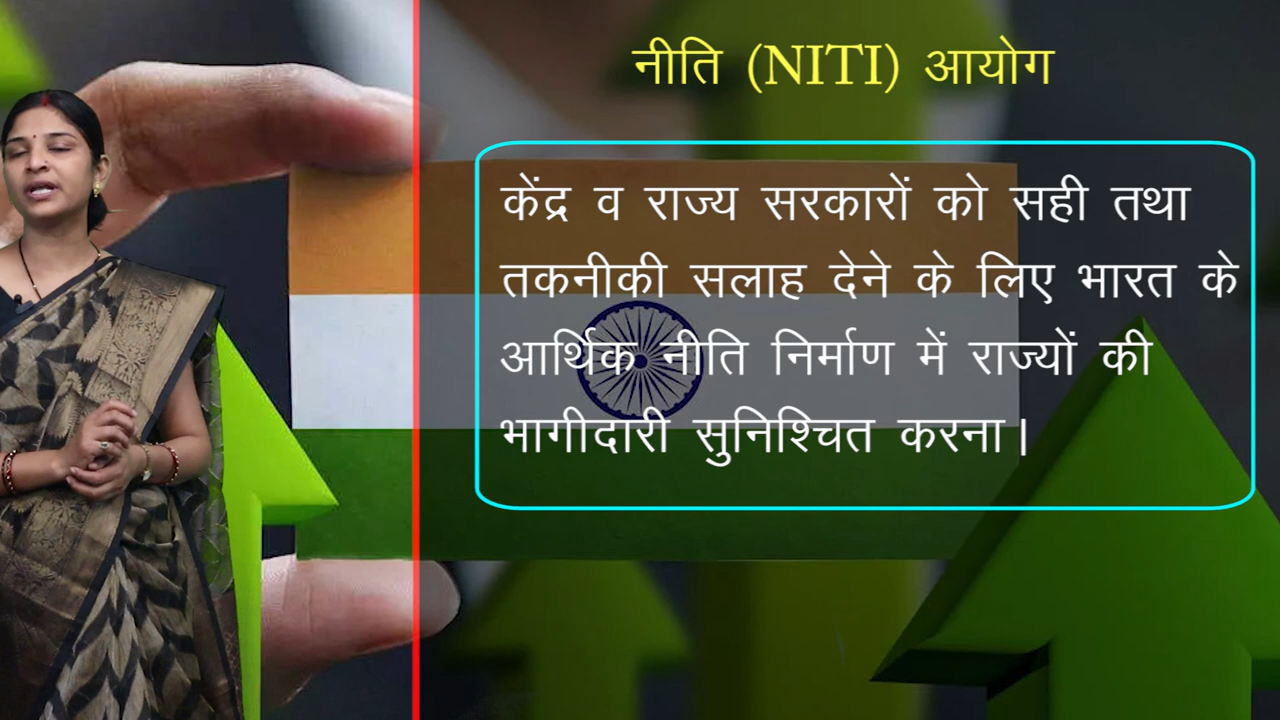 नीति (NITI) आयोग
केंद्र व राज्य सरकारों को सही तथा
तकनीकी सलाह देने के लिए भारत के
आर्थिक नीति निर्माण में राज्यों की
भागीदारी सुनिश्चित करना।